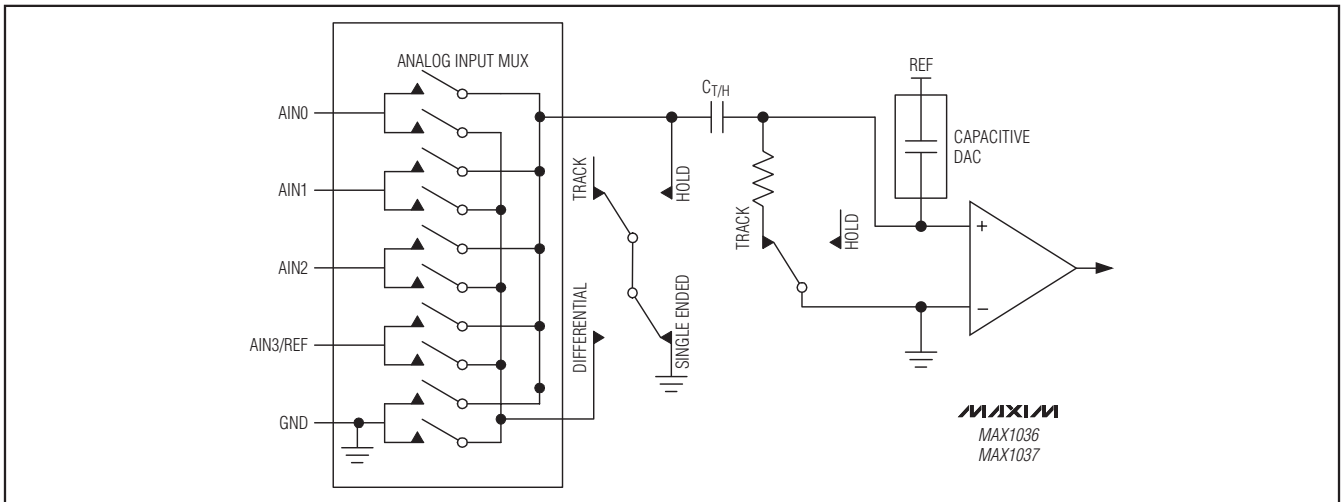 ANALOG INPUT MUX
AIN0
AIN1
AIN2
AIN3/REF
GND
TRACK
HOLD
DIFFERENTIAL
SINGLE ENDED
CT/H
TRACK
HOLD
REF
CAPACITIVE
DAC
+
−
MAXIM
MAX1036
MAX1037